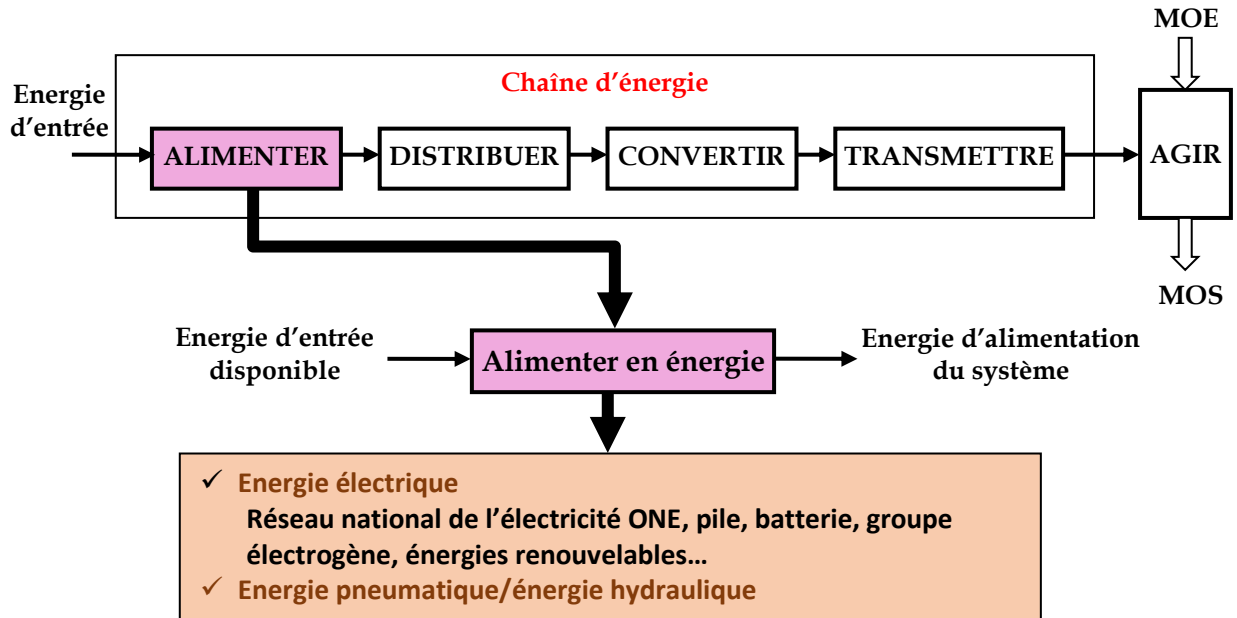 MOE
Chaîne d’énergie
Energie
d’entrée
ALIMENTER
DISTRIBUER
CONVERTIR
TRANSMETTRE
AGIR
MOS
Energie d’entrée
disponible
Alimenter en énergie
Energie d’alimentation
du système
✓ Energie électrique
Réseau national de l’électricité ONE, pile, batterie, groupe
électrogène, énergies renouvelables…
✓ Energie pneumatique/énergie hydraulique